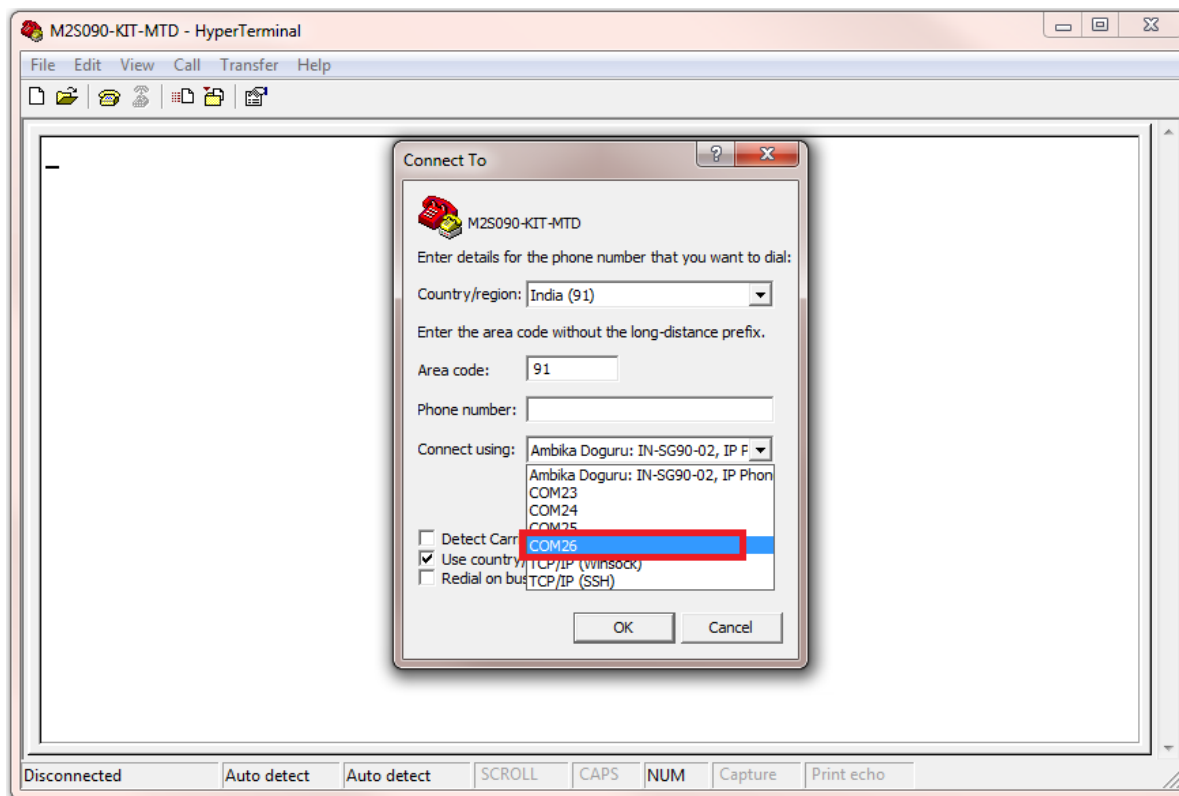 M2S090-KIT-MTD - HyperTerminal
File Edit View Call Transfer Help
Connect To
?
M2S090-KIT-MTD
Enter details for the phone number that you want to dial:
Country/region: India (91)
Enter the area code without the long-distance prefix.
Area code: 91
Phone number:
Connect using: Ambika Doguru: IN-SG90-02, IP P
Ambika Doguru: IN-SG90-02, IP Phon
COM23
COM24
COM25
Detect Carr
COM26
Use country/
TCP/IP (Winsock)
Redial on bus
TCP/IP (SSH)
OK Cancel
Disconnected Auto detect Auto detect SCROLL CAPS NUM Capture Print echo